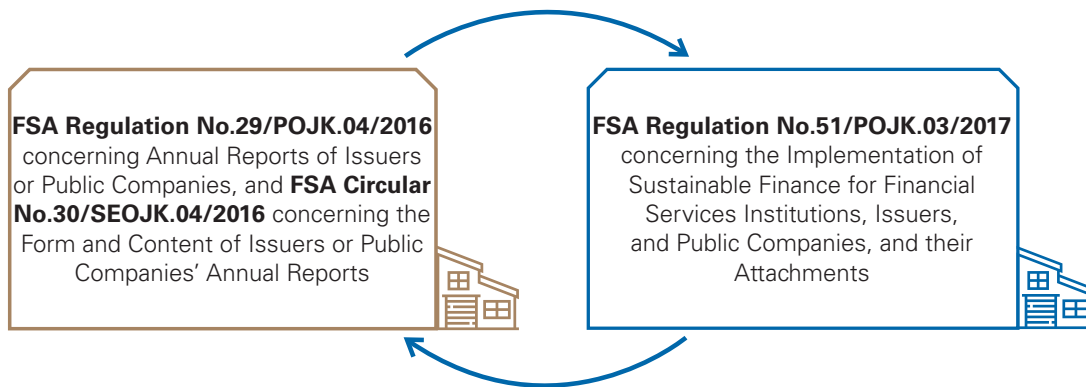 FSA Regulation No.29/POJK.04/2016
concerning Annual Reports of Issuers
or Public Companies, and FSA Circular
No.30/SEOJK.04/2016 concerning the
Form and Content of Issuers or Public
Companies’ Annual Reports
FSA Regulation No.51/POJK.03/2017
concerning the Implementation of
Sustainable Finance for Financial
Services Institutions, Issuers,
and Public Companies, and their
Attachments